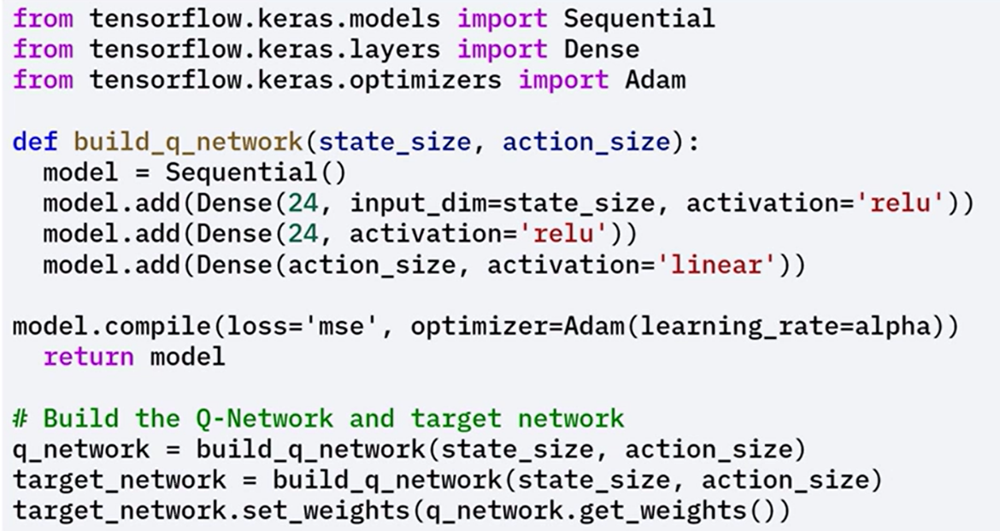 from tensorflow.keras.models import Sequential
from tensorflow.keras.layers import Dense
from tensorflow.keras.optimizers import Adam
def build_q_network(state_size, action_size):
  model = Sequential()
  model.add(Dense(24, input_dim=state_size, activation='relu'))
  model.add(Dense(24, activation='relu'))
  model.add(Dense(action_size, activation='linear'))
model.compile(loss='mse', optimizer=Adam(learning_rate=alpha))
  return model
# Build the Q-Network and target network
q_network = build_q_network(state_size, action_size)
target_network = build_q_network(state_size, action_size)
target_network.set_weights(q_network.get_weights())